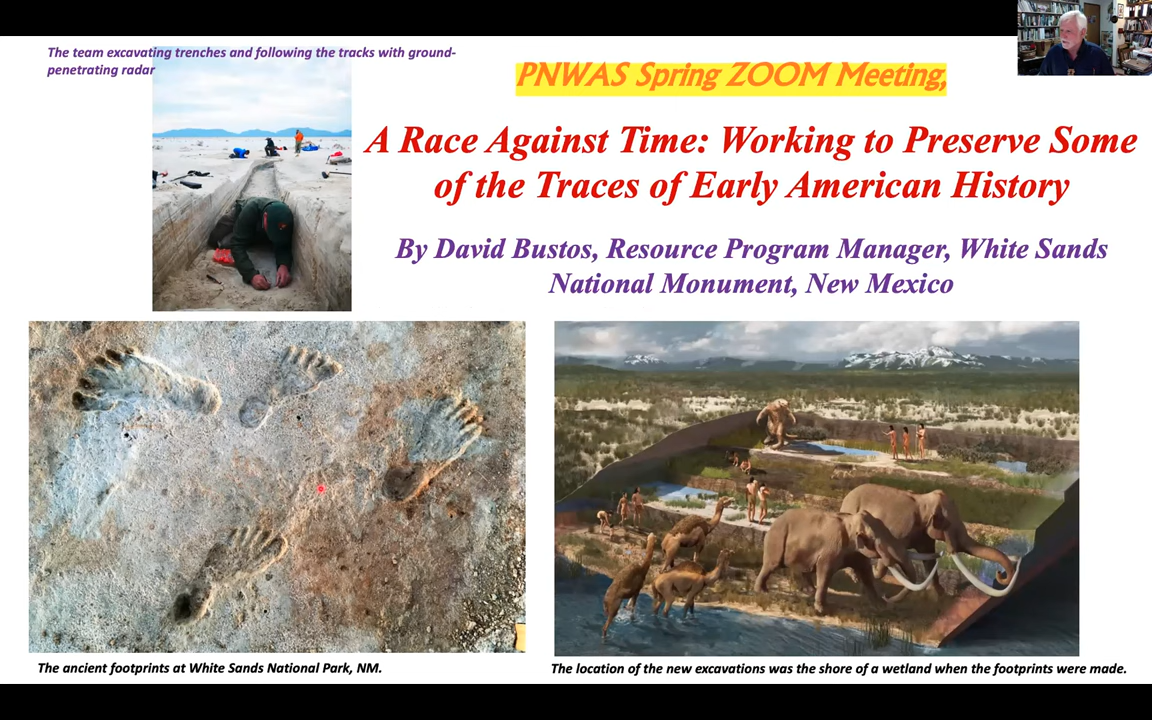 The team excavating trenches and following the tracks with ground-
penetrating radar
PNWAS Spring ZOOM Meeting,
A Race Against Time: Working to Preserve Some
of the Traces of Early American History
By David Bustos, Resource Program Manager, White Sands
National Monument, New Mexico
The ancient footprints at White Sands National Park, NM.
The location of the new excavations was the shore of a wetland when the footprints were made.